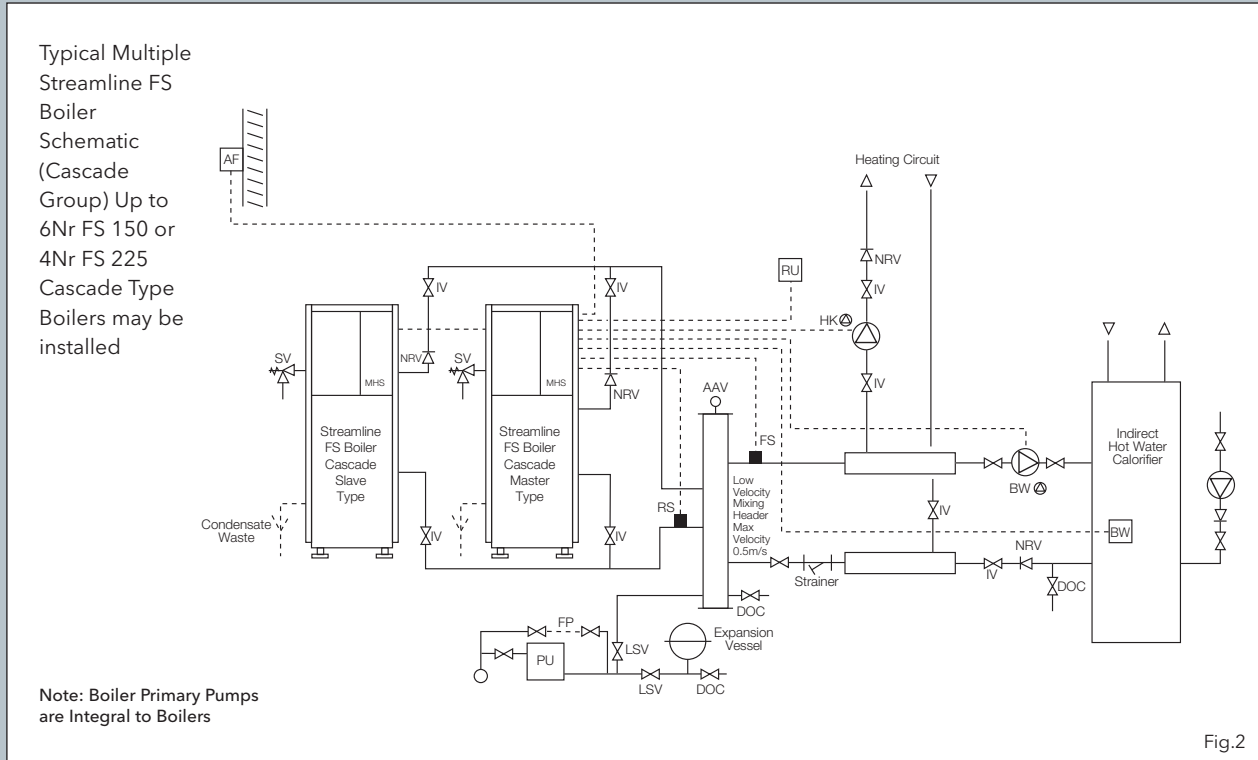 Typical Multiple
Streamline FS
Boiler
Schematic
(Cascade
Group) Up to
6Nr FS 150 or
4Nr FS 225
Cascade Type
Boilers may be
installed
AF
Heating Circuit
NRV
IV
RU
HK
IV
IV
IV
SV
NRV
MHS
SV
MHS
NRV
AAV
Streamline
FS Boiler
Cascade
Slave
Type
Streamline
FS Boiler
Cascade
Master
Type
FS
BW
Indirect
Hot Water
Calorifier
Low
Velocity
Mixing
Header
Max
Velocity
0.5m/s
RS
IV
BW
Condensate
Waste
IV
IV
Strainer
IV
NRV
DOC
DOC
FP
LSV
Expansion
Vessel
PU
LSV
DOC
Note: Boiler Primary Pumps
are Integral to Boilers
Fig.2